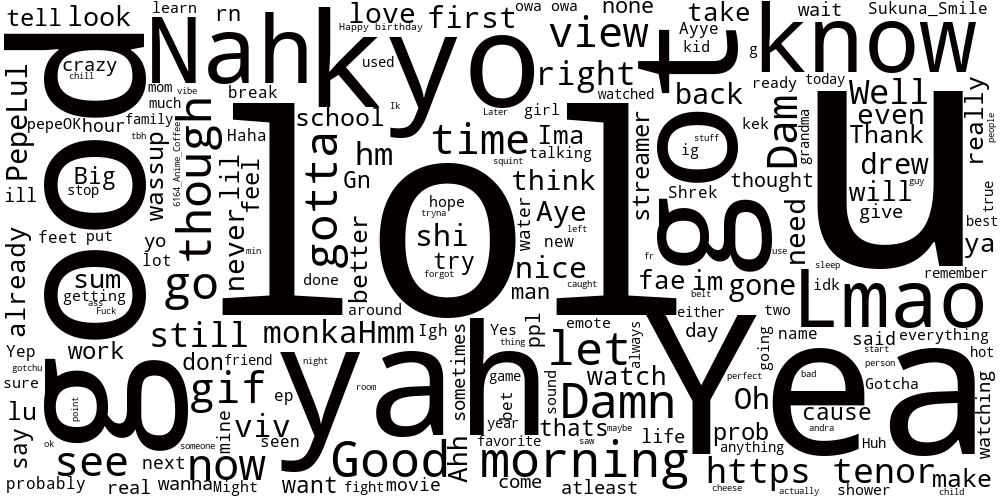 tell look
learn rn
love first
owa owa none
take wait
Sukuna_Smile
Happy birthday
Nah
kyo
view
Ayye
kid
got
g
know
crazy
chill
good
used
right
PepeLul
mom
vibe
much
break
Ik
Later
girl
watched
back
ready
today
Well
even
Thank
really
people
pepeOK
hour
family
tbh
though
school
Haha
time
Ima
talking
squint
streamer
kek
stuff
ig
Dam
grandma
drew
will
guy
give
u
wassup
6164 Anime_Coffee
lil
feel
never
gotta
hm
Gn
think
Shrek
thought
true
best
ill
Big
stop
feet put
yo
lot
lol
hope
tryna
shi
try
forgot
water
Aye
left
new
go
need
use
ya
already
sum
getting
ass
Fuck
go
min
done
better
around
nice
man
caught
fr
fae im
belt
gone
sleep
idk
remember
Lmao
still
monkaHmm
Igh
Yes
thing
ppl
emote
either
day
two
name
said
everything
start
hot
work
Yep
gotchu
sure
don
friend
night
yah
sometimes
game
let
always
going
person
Gotcha
gif
ep
room
bet
sound
watch
perfect
Oh
Yea
bad
cause
andra
say
lu
point
g
mine
viv
seen
year
favorite
Damn
thats
maybe
saw
life
prob
anything
Huh
watching
ok
someone
see
next
now
Good
Ahh
morning
https
tenor
make
probably
real
wanna
Might
want
fight
movie
come
atleast
cheese
actually
shower
child